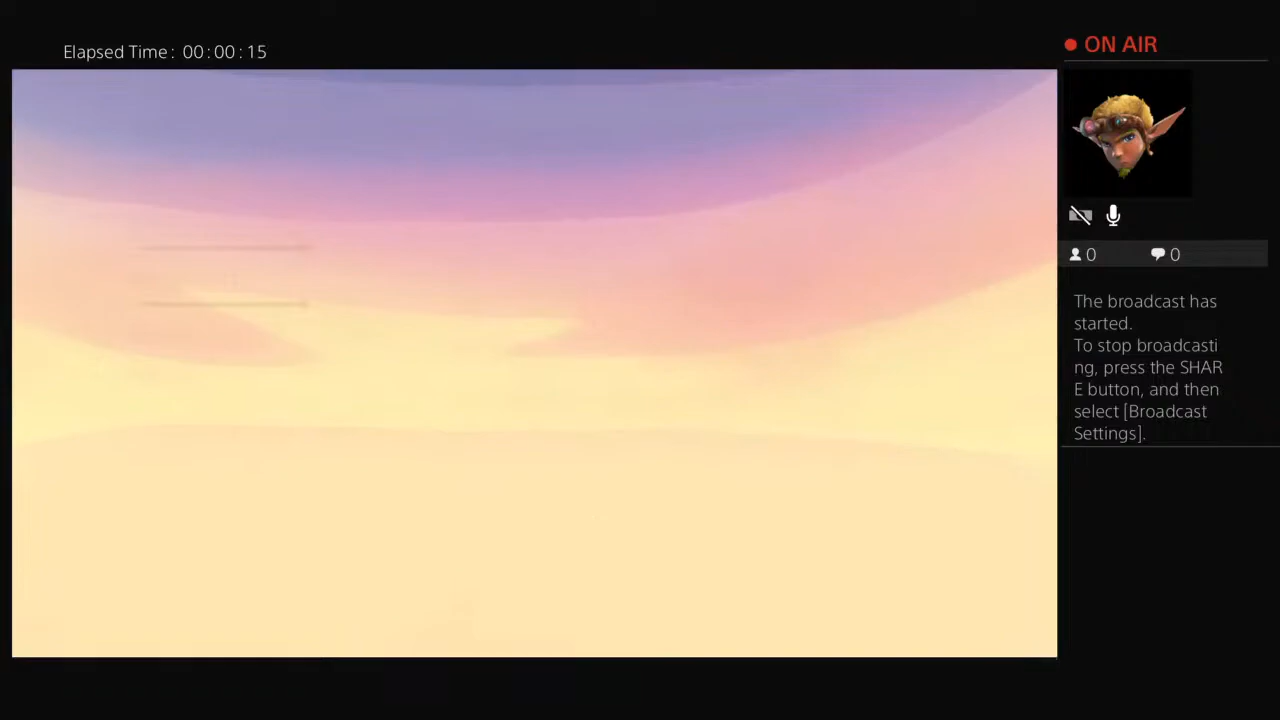 Elapsed Time: 00:00:15
ON AIR
0 0
The broadcast has
started.
To stop broadcasti
ng, press the SHAR
E button, and then
select [Broadcast
Settings].